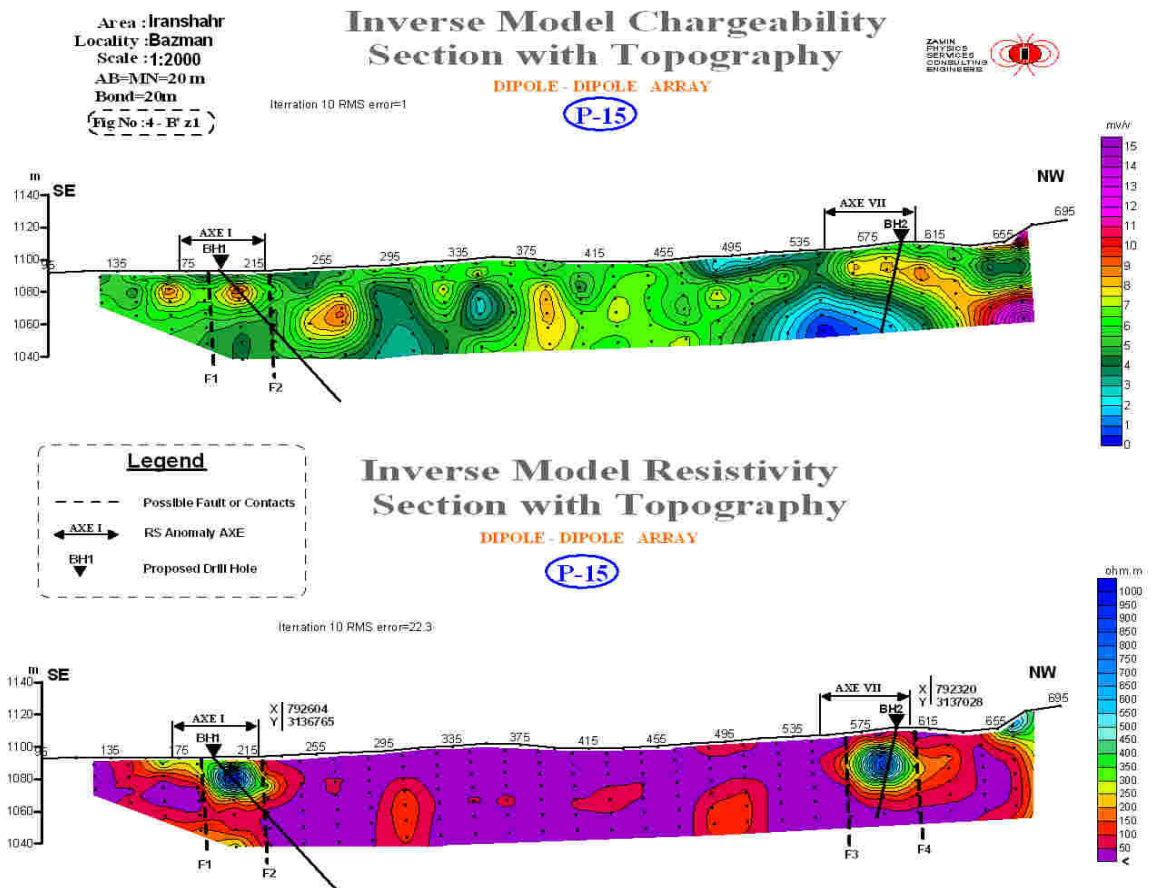 Area : Iranshahr
Locality : Bazman
Scale : 1:2000
AB=MN=20 m
Bond=20m
Fig No :4 - B' z1
Inverse Model Chargeability
Section with Topography
DIPOLE - DIPOLE ARRAY
P-15
Iterration 10 RMS error=1
ZAMIN
PHYSICS
SERVICES
CONSULTING
ENGINEERS
mv/v
15
14
13
12
11
10
9
8
7
6
5
4
3
2
1
0
m
SE
NW
1140
1120
1100
1080
1060
1040
AXE I
BH1
AXE VII
BH2
95
135
75
215
255
295
335
375
415
455
495
535
575
615
655
695
F1
F2
Legend
Possible Fault or Contacts
AXE I
RS Anomaly AXE
BH1
Proposed Drill Hole
Inverse Model Resistivity
Section with Topography
DIPOLE - DIPOLE ARRAY
P-15
Iterration 10 RMS error=22.3
ohm.m
1000
950
900
850
800
750
700
650
600
550
500
450
400
350
300
250
200
150
100
50
<
m
SE
NW
1140
1120
1100
1080
1060
1040
AXE I
BH1
X 792604
Y 3136765
AXE VII
BH2
X 792320
Y 3137028
95
135
175
215
255
295
335
375
415
455
495
535
575
615
655
695
F1
F2
F3
F4